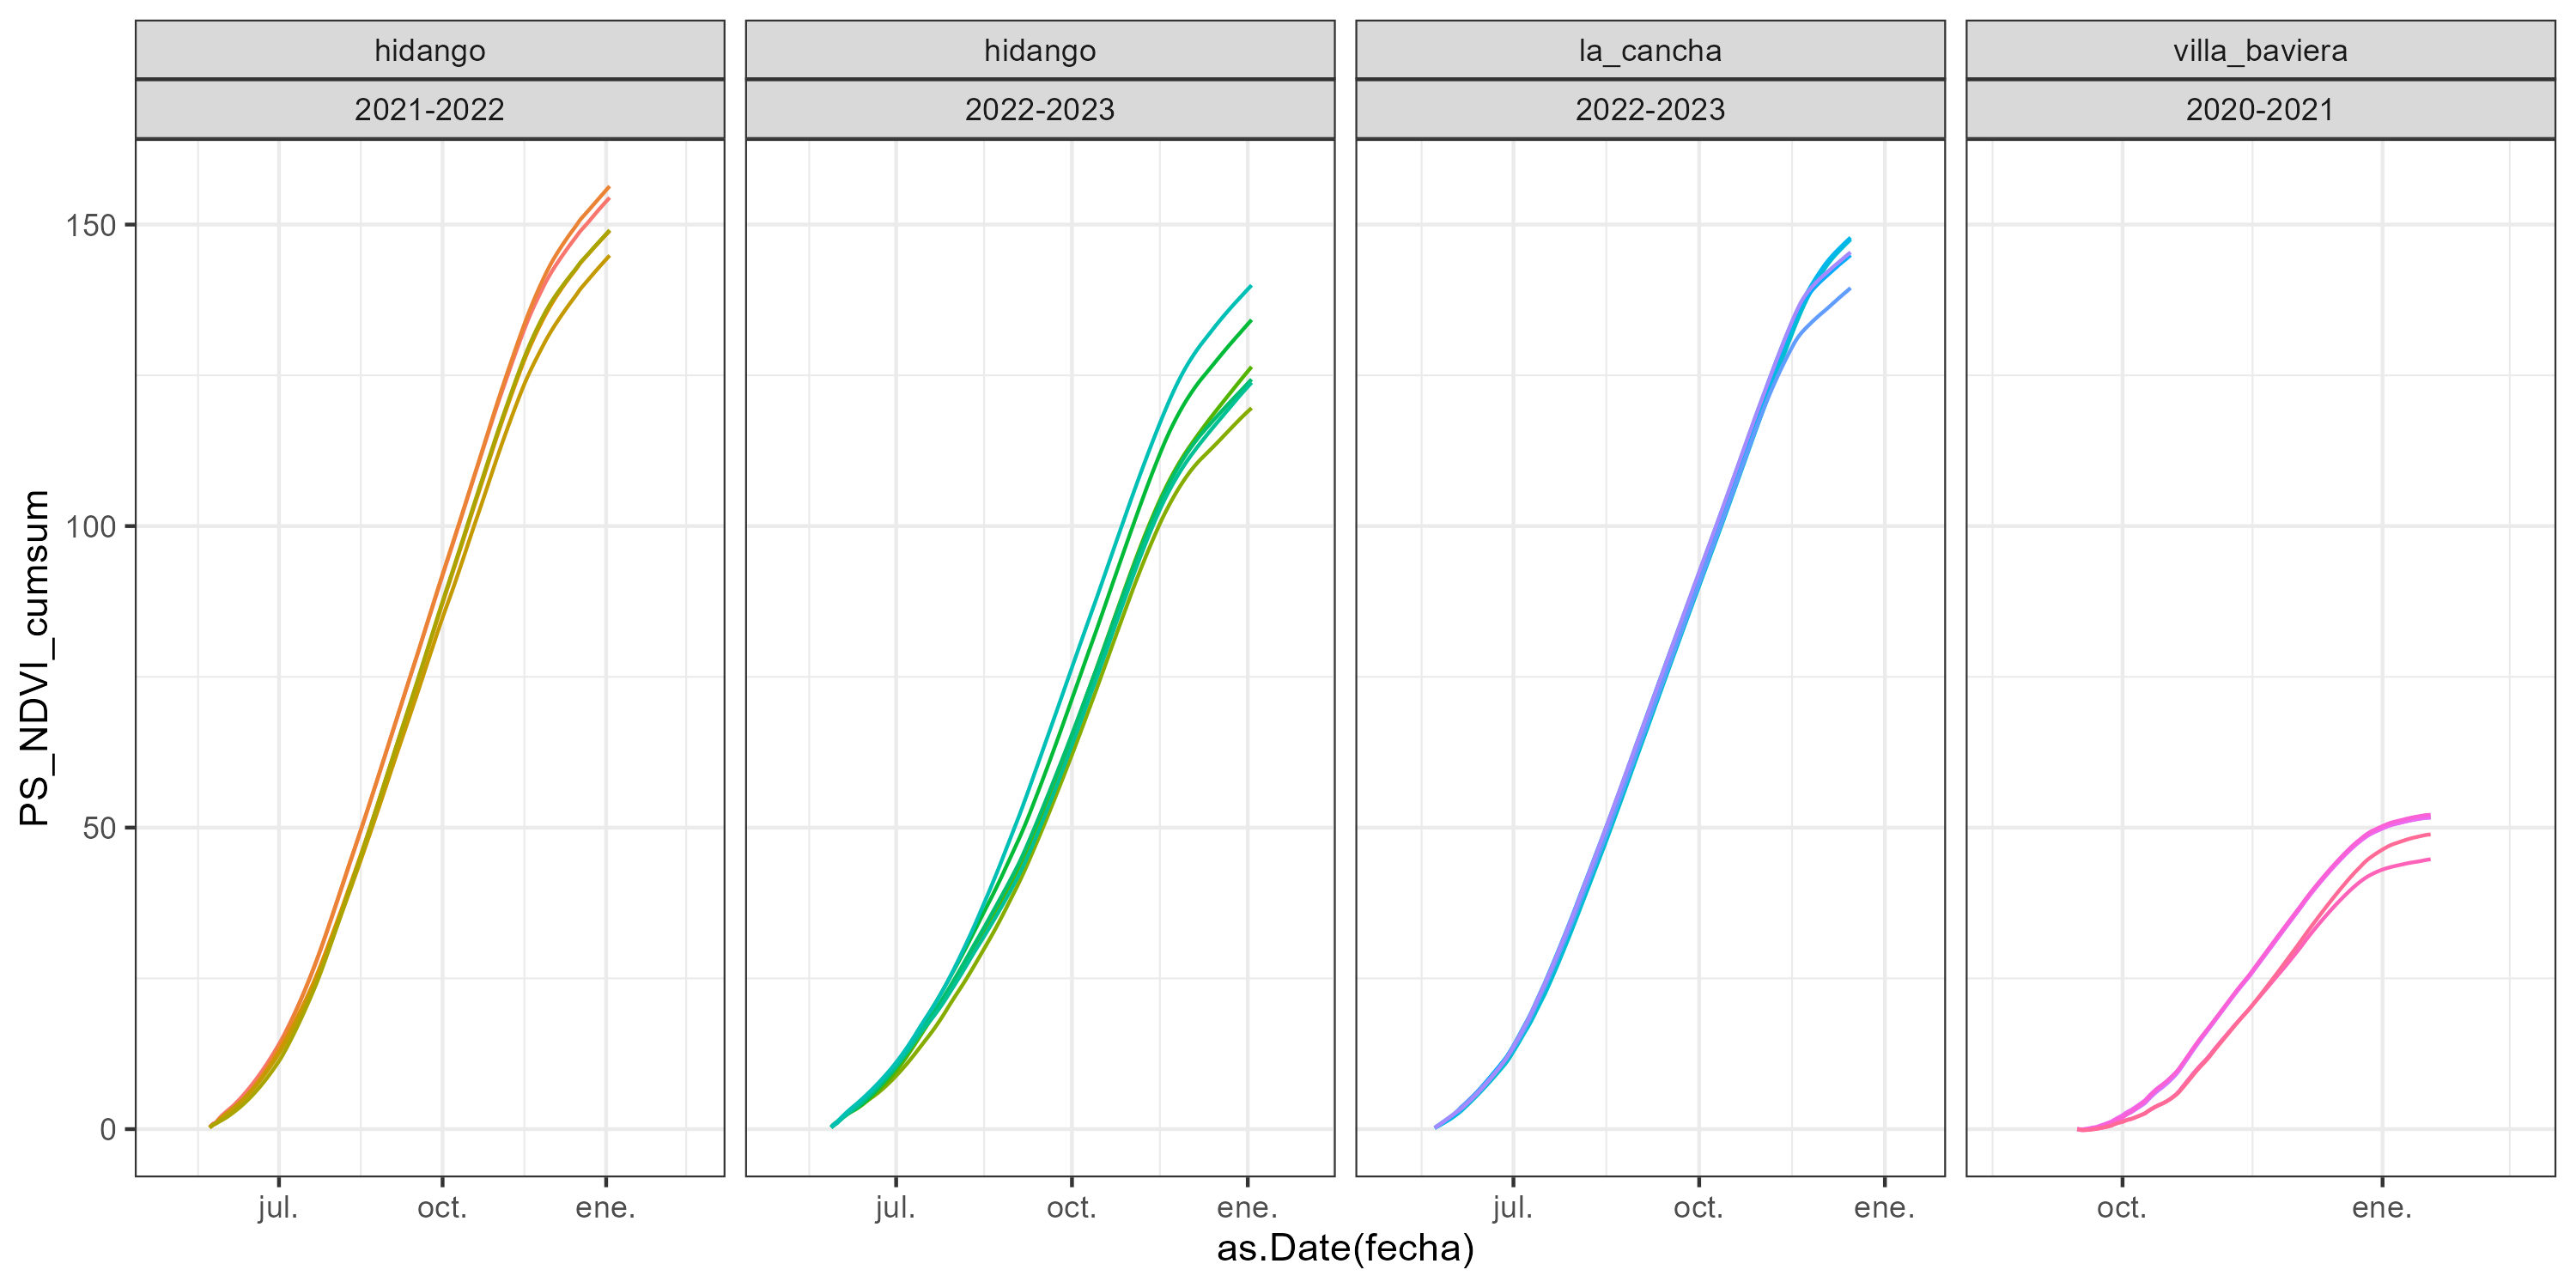 hidango hidango la_cancha villa_baviera
2021-2022 2022-2023 2022-2023 2020-2021
PS_NDVI_cumsum
150
100
50
0
jul. oct. ene. jul. oct. ene. jul. oct. ene. oct. ene.
as.Date(fecha)